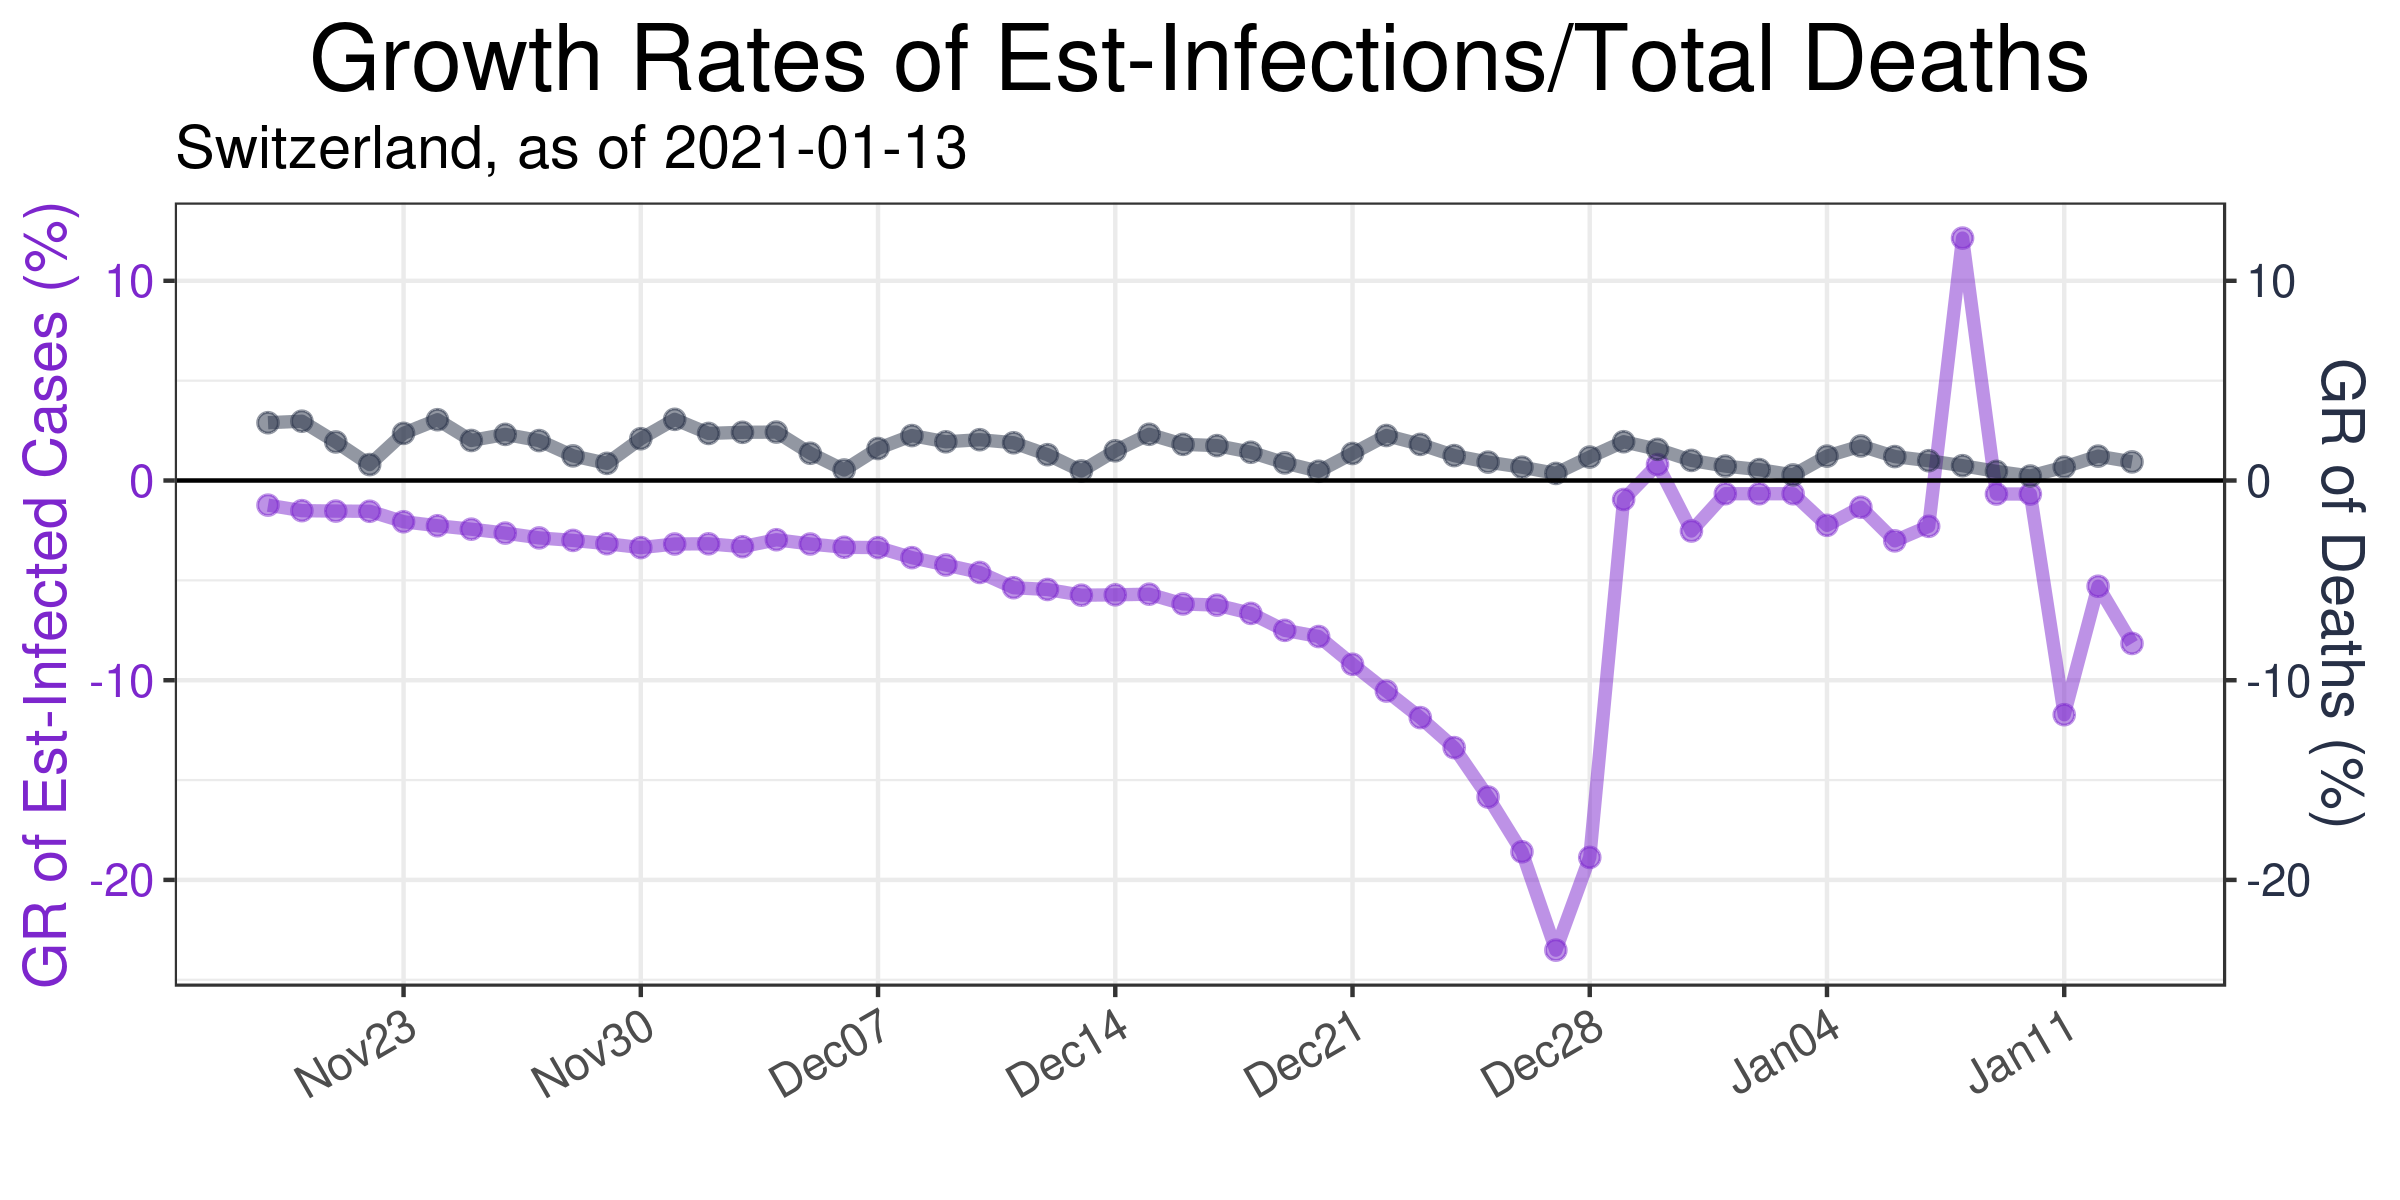 Growth Rates of Est-Infections/Total Deaths
Switzerland, as of 2021-01-13
GR of Est-Infected Cases (%)
10
0
-10
-20
10
0
-10
-20
GR of Deaths (%)
Nov23
Nov30
Dec07
Dec14
Dec21
Dec28
Jan04
Jan11